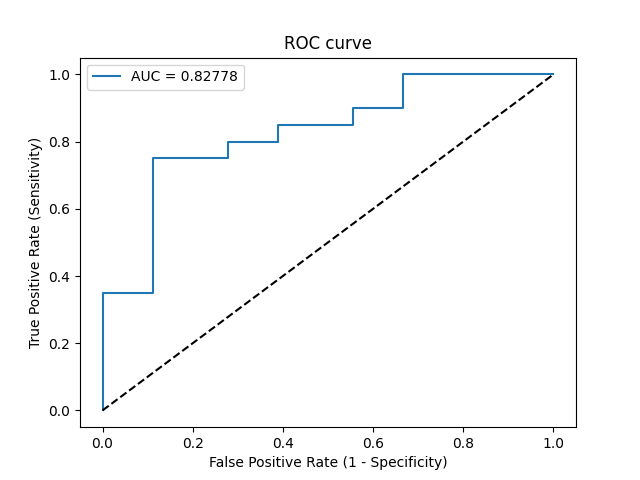 ROC curve
AUC = 0.82778
1.0
0.8
0.6
0.4
0.2
0.0
True Positive Rate (Sensitivity)
0.0 0.2 0.4 0.6 0.8 1.0
False Positive Rate (1 - Specificity)